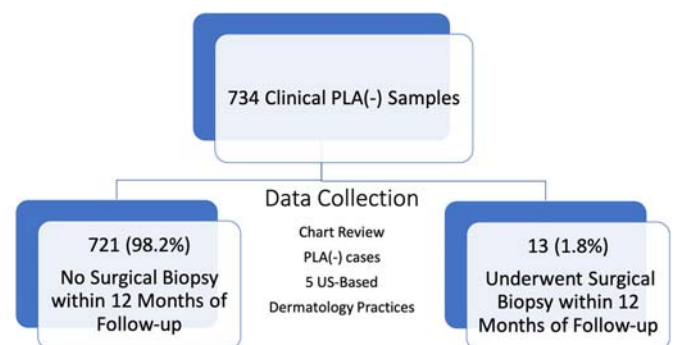 734 Clinical PLA(-) Samples
Data Collection
Chart Review
PLA(-) cases
5 US-Based
Dermatology Practices
721 (98.2%)
No Surgical Biopsy
within 12 Months of
Follow-up
13 (1.8%)
Underwent Surgical
Biopsy within 12
Months of Follow-up